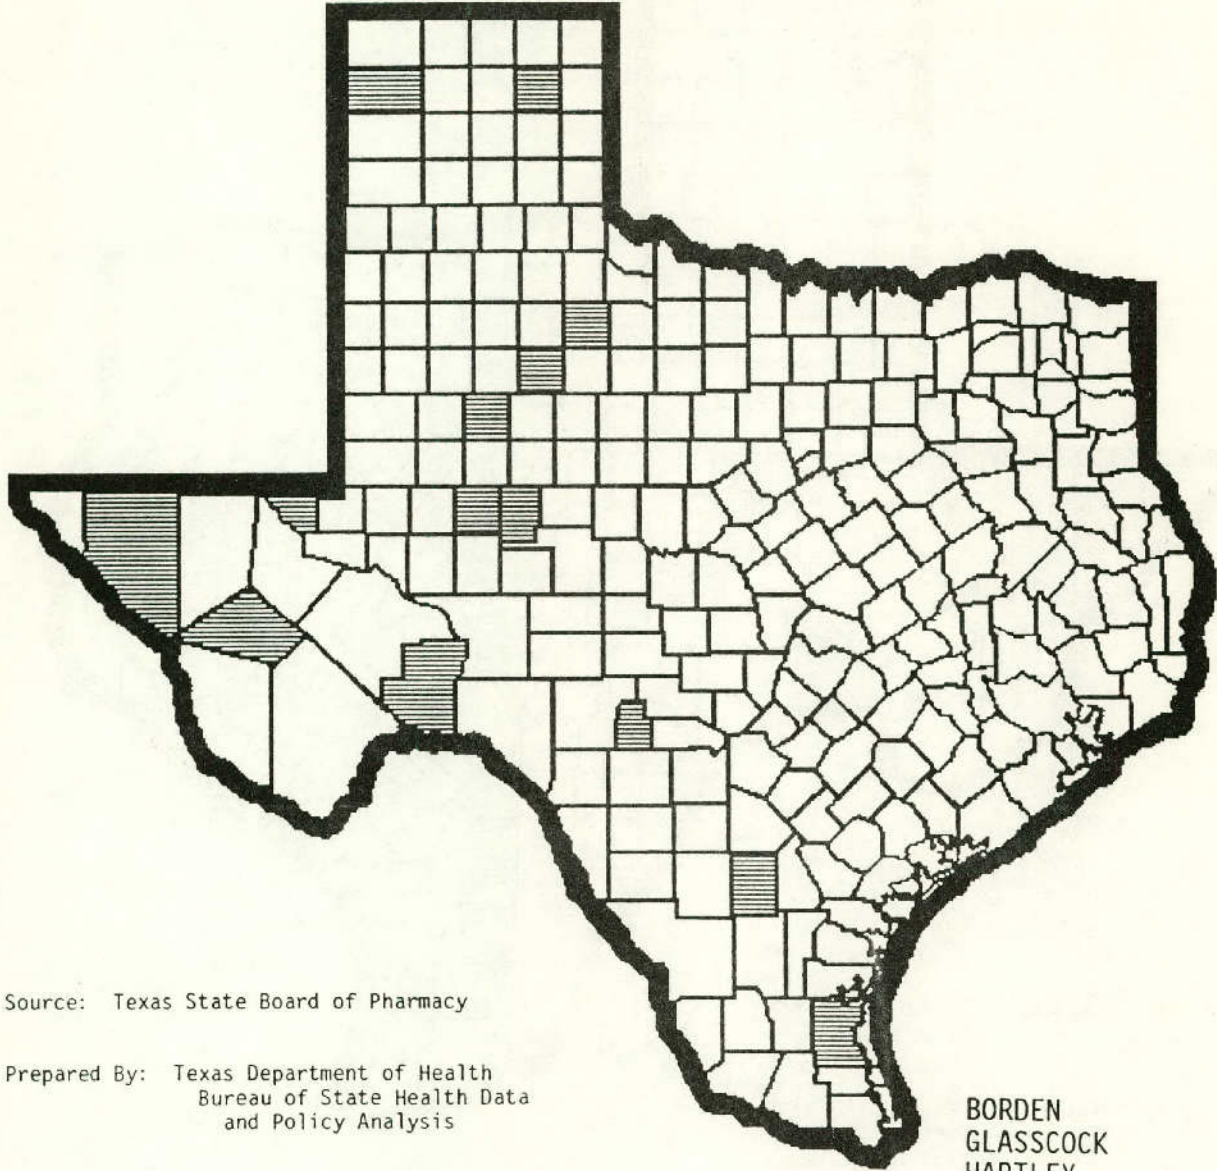 Source: Texas State Board of Pharmacy
Prepared By: Texas Department of Health
Bureau of State Health Data
and Policy Analysis
BORDEN
GLASSCOCK
HARTLEY